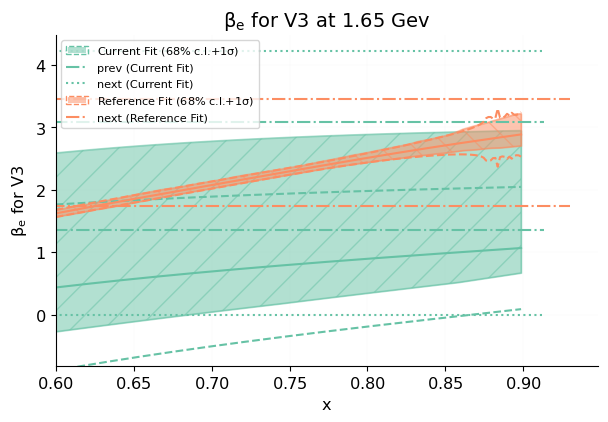 βₑ for V3 at 1.65 Gev
Current Fit (68% c.l.+1σ)
prev (Current Fit)
next (Current Fit)
Reference Fit (68% c.l.+1σ)
next (Reference Fit)
βₑ for V3
4
3
2
1
0
0.60 0.65 0.70 0.75 0.80 0.85 0.90
x